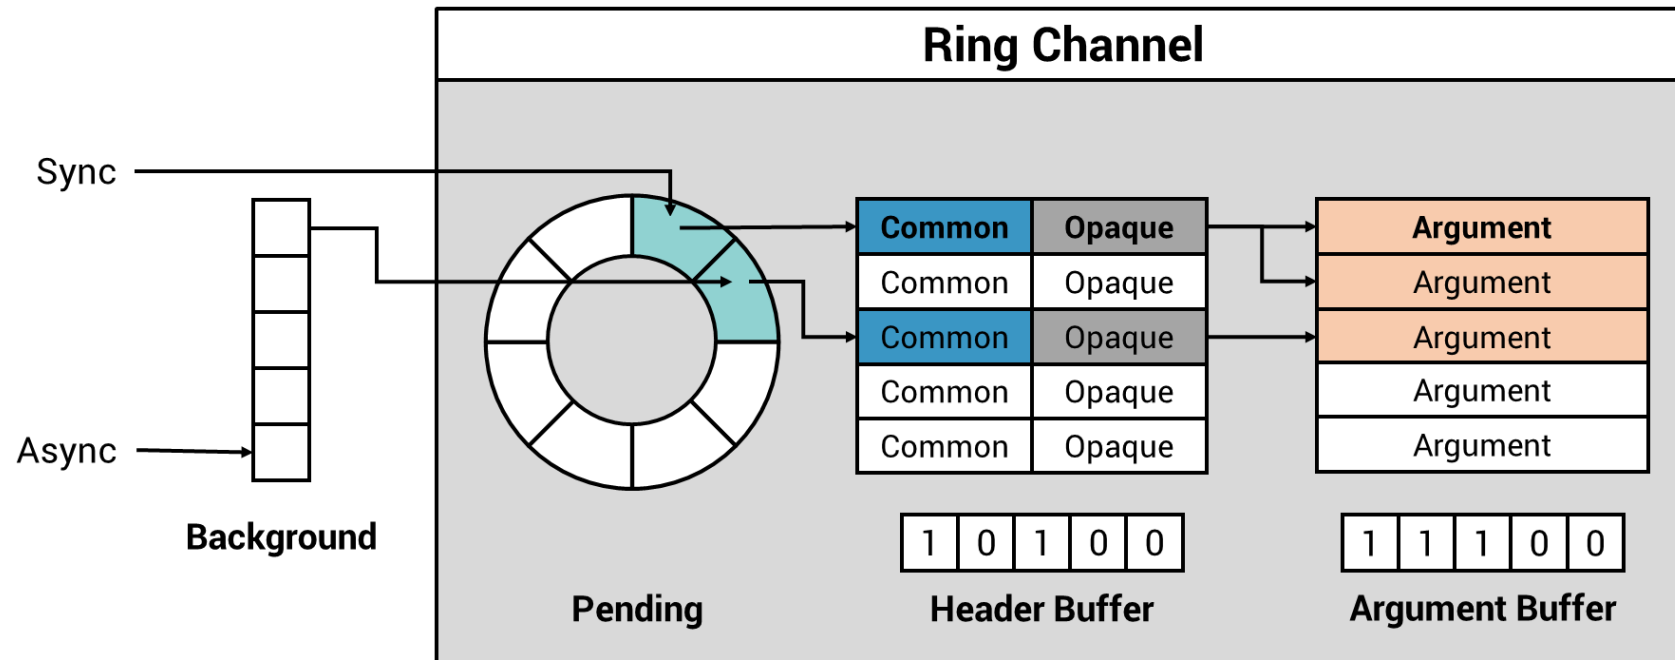 Ring Channel
Sync
Common Opaque Argument
Common Opaque Argument
Common Opaque Argument
Common Opaque Argument
Common Opaque Argument
Async
Background
1 0 1 0 0
1 1 1 0 0
Pending
Header Buffer
Argument Buffer